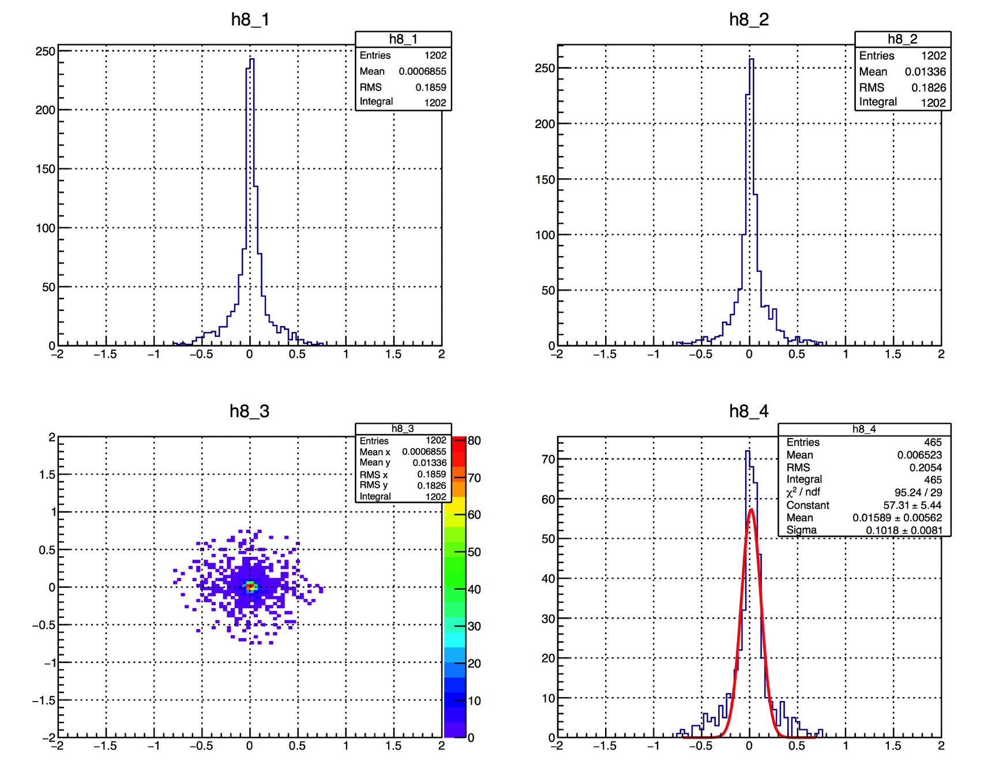 h8_1
h8_1
Entries 1202
Mean 0.0006855
RMS 0.1859
Integral 1202
250
200
150
100
50
0
−2 −1.5 −1 −0.5 0 0.5 1 1.5 2
h8_2
h8_2
Entries 1202
Mean 0.01336
RMS 0.1826
Integral 1202
250
200
150
100
50
0
−2 −1.5 −1 −0.5 0 0.5 1 1.5 2
h8_3
h8_3
Entries 1202
Mean x 0.0006855
Mean y 0.01336
RMS x 0.1859
RMS y 0.1826
Integral 1202
2
1.5
1
0.5
0
−0.5
−1
−1.5
−2
−2 −1.5 −1 −0.5 0 0.5 1 1.5 2
80
70
60
50
40
30
20
10
0
h8_4
h8_4
Entries 465
Mean 0.006523
RMS 0.2054
Integral 465
χ² / ndf 95.24 / 29
Constant 57.31 ± 5.44
Mean 0.01589 ± 0.00562
Sigma 0.1018 ± 0.0081
70
60
50
40
30
20
10
0
−2 −1.5 −1 −0.5 0 0.5 1 1.5 2